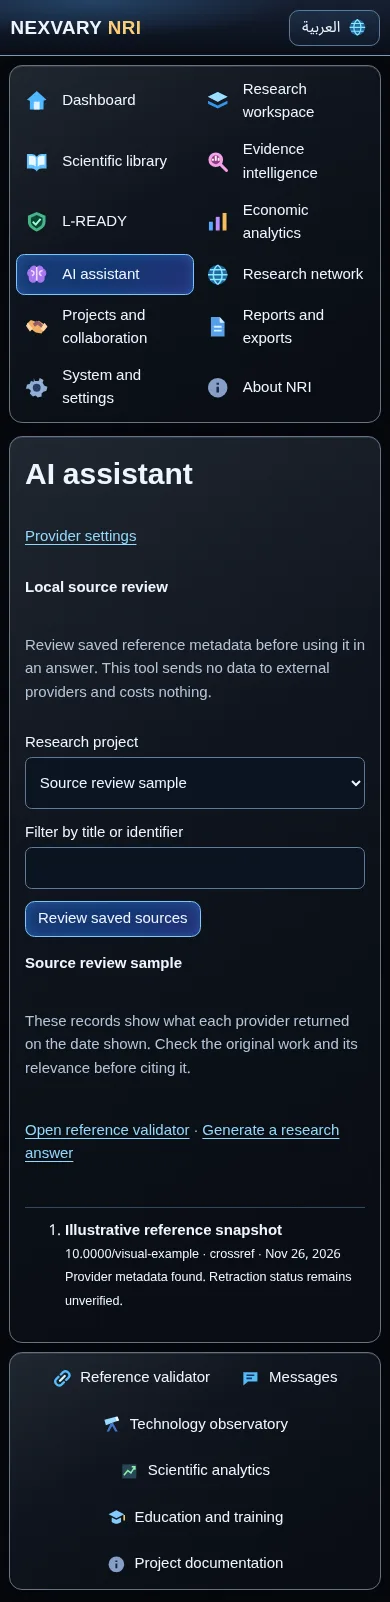 NEXVARY NRI
العربية
Dashboard
Research
workspace
Scientific library
Evidence
intelligence
L-READY
Economic
analytics
AI assistant
Research network
Projects and
collaboration
Reports and
exports
System and
settings
About NRI
AI assistant
Provider settings
Local source review
Review saved reference metadata before using it in
an answer. This tool sends no data to external
providers and costs nothing.
Research project
Source review sample
Filter by title or identifier
Review saved sources
Source review sample
These records show what each provider returned
on the date shown. Check the original work and its
relevance before citing it.
Open reference validator · Generate a research
answer
1. Illustrative reference snapshot
10.0000/visual-example · crossref · Nov 26, 2026
Provider metadata found. Retraction status remains
unverified.
Reference validator
Messages
Technology observatory
Scientific analytics
Education and training
Project documentation